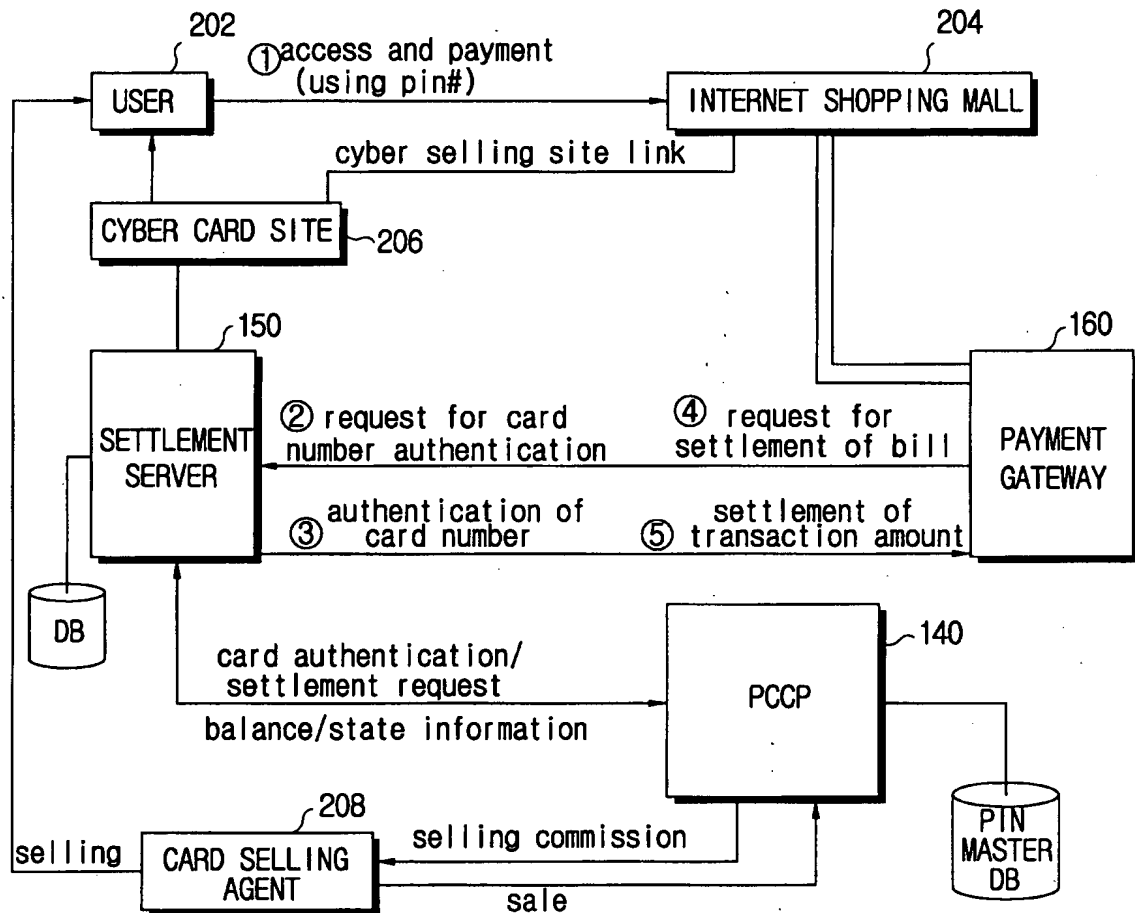 202
① access and payment
(using pin#)
204
USER
INTERNET SHOPPING MALL
cyber selling site link
CYBER CARD SITE
206
150
160
② request for card
number authentication
④ request for
settlement of bill
SETTLEMENT
SERVER
PAYMENT
GATEWAY
③ authentication of
card number
⑤ settlement of
transaction amount
DB
140
card authentication/
settlement request
balance/state information
PCCP
208
selling commission
selling
CARD SELLING
AGENT
sale
PIN
MASTER
DB